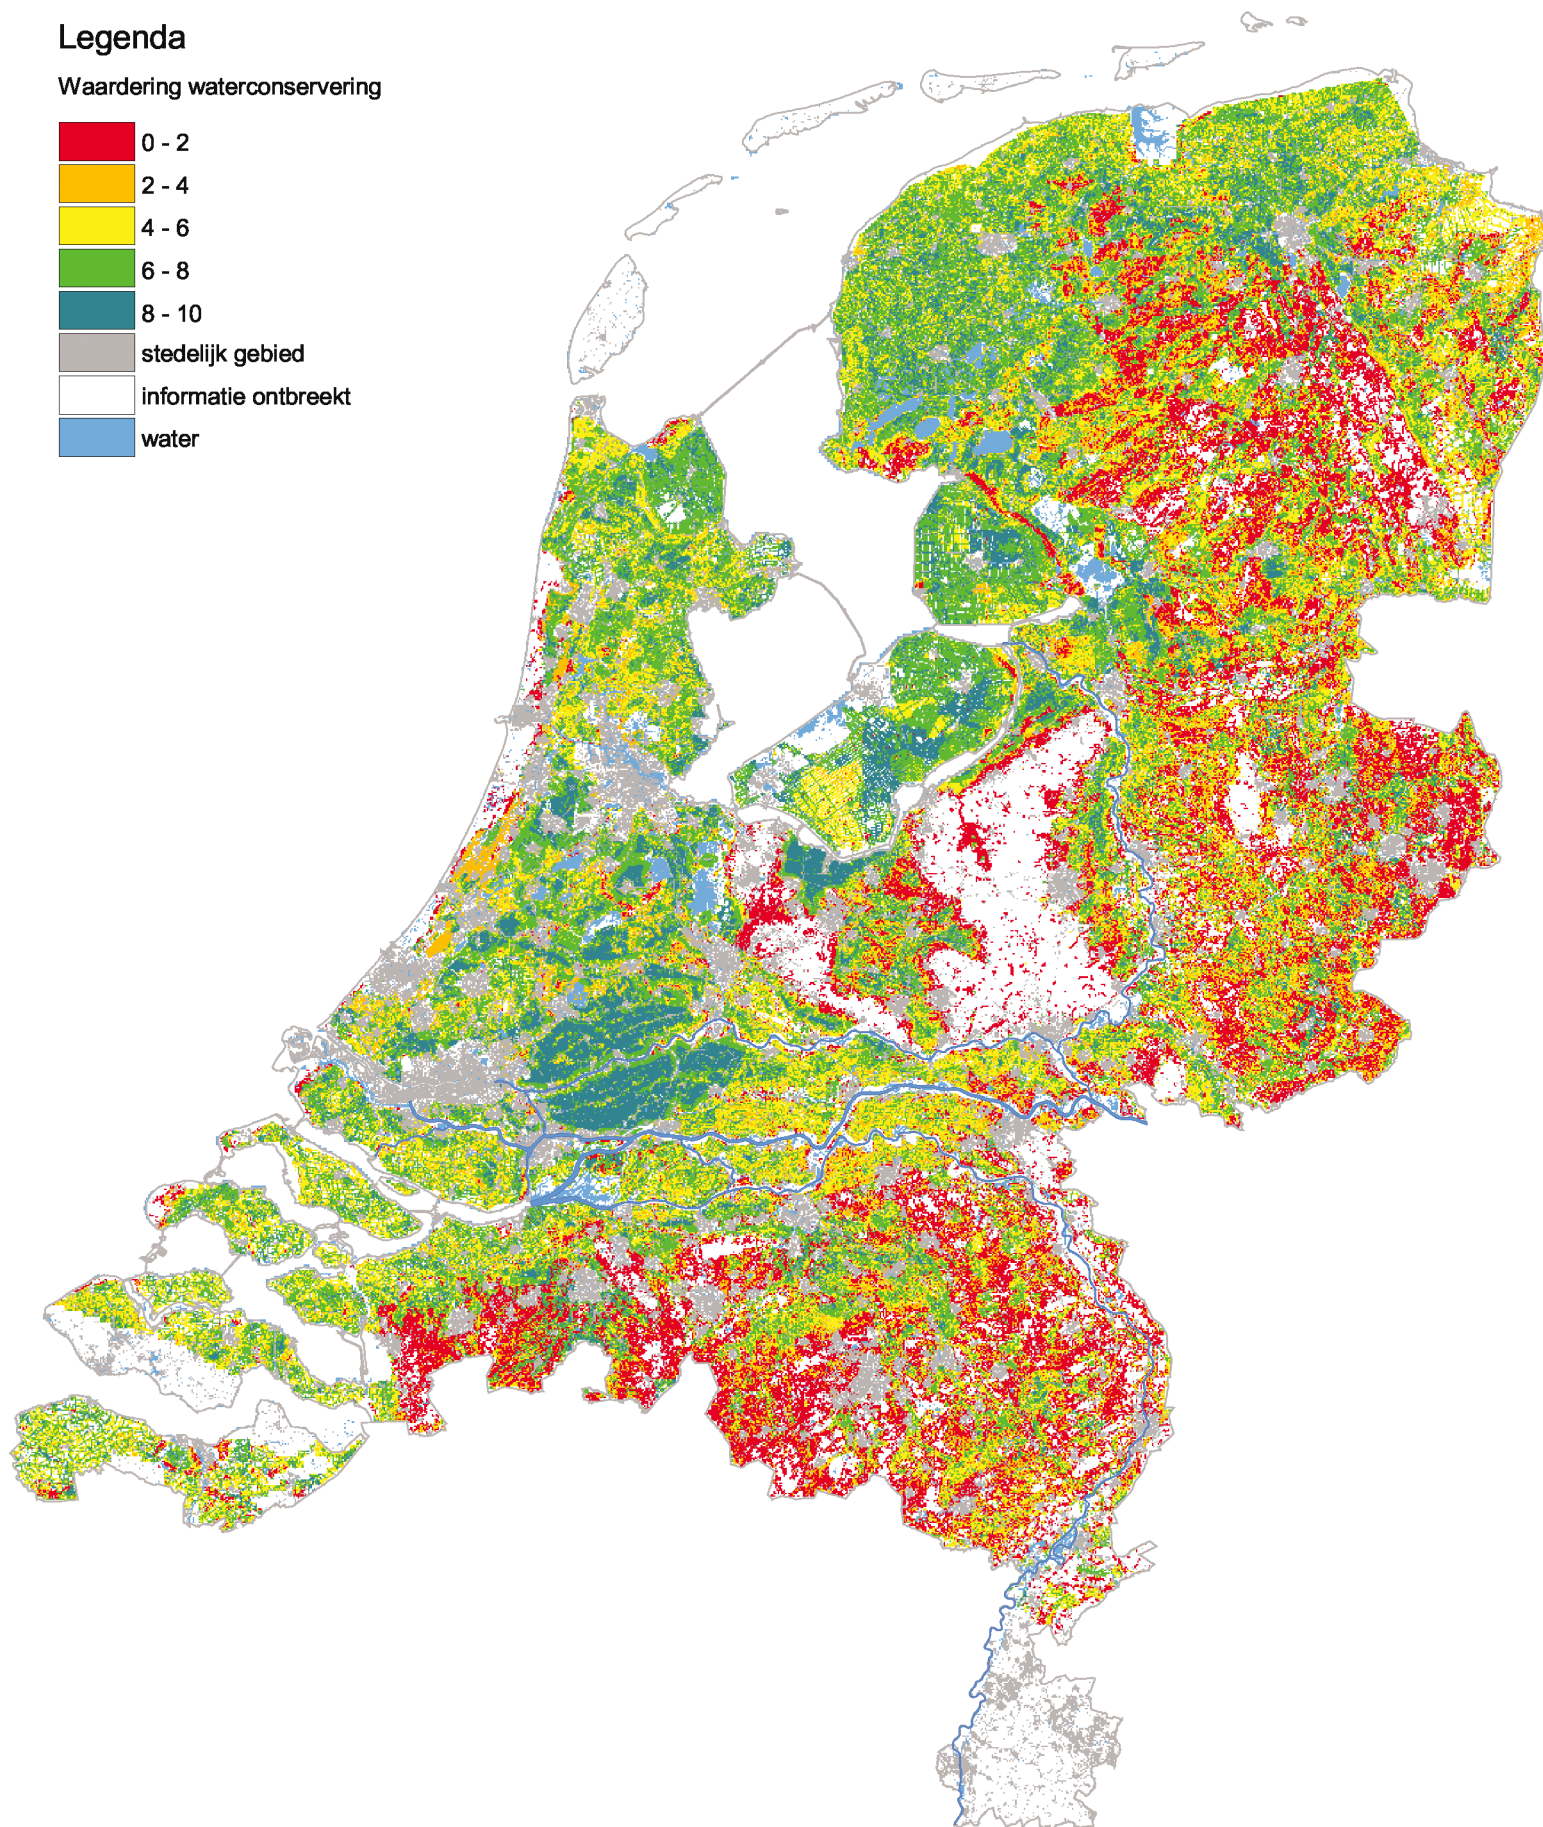 Legenda
Waardering waterconservering
0 - 2
2 - 4
4 - 6
6 - 8
8 - 10
stedelijk gebied
informatie ontbreekt
water